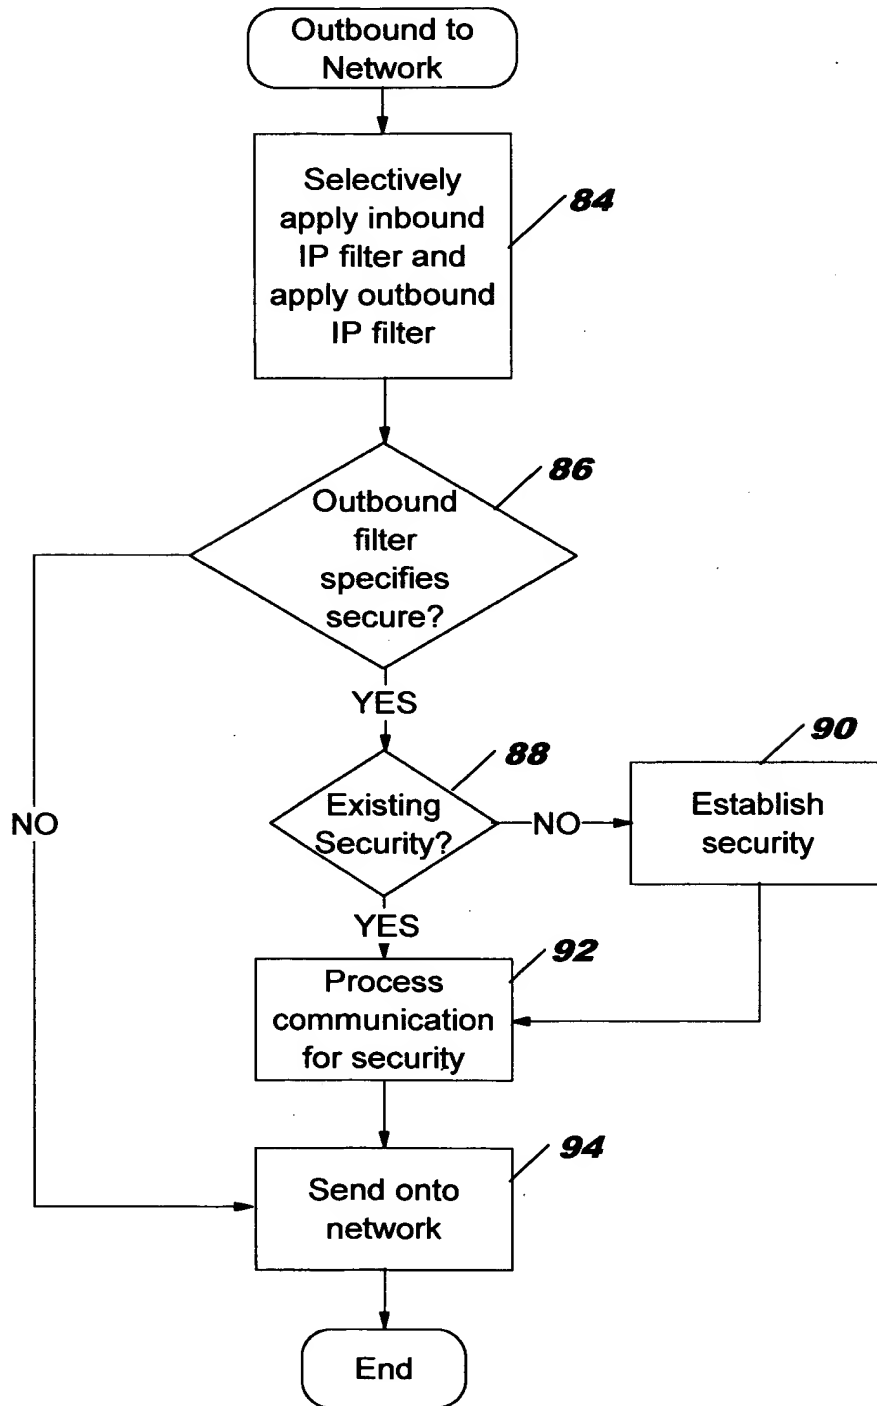 Outbound to
Network
Selectively
apply inbound
IP filter and
apply outbound
IP filter
84
Outbound
filter
specifies
secure?
86
YES
NO
Existing
Security?
88
NO
Establish
security
90
YES
Process
communication
for security
92
Send onto
network
94
End